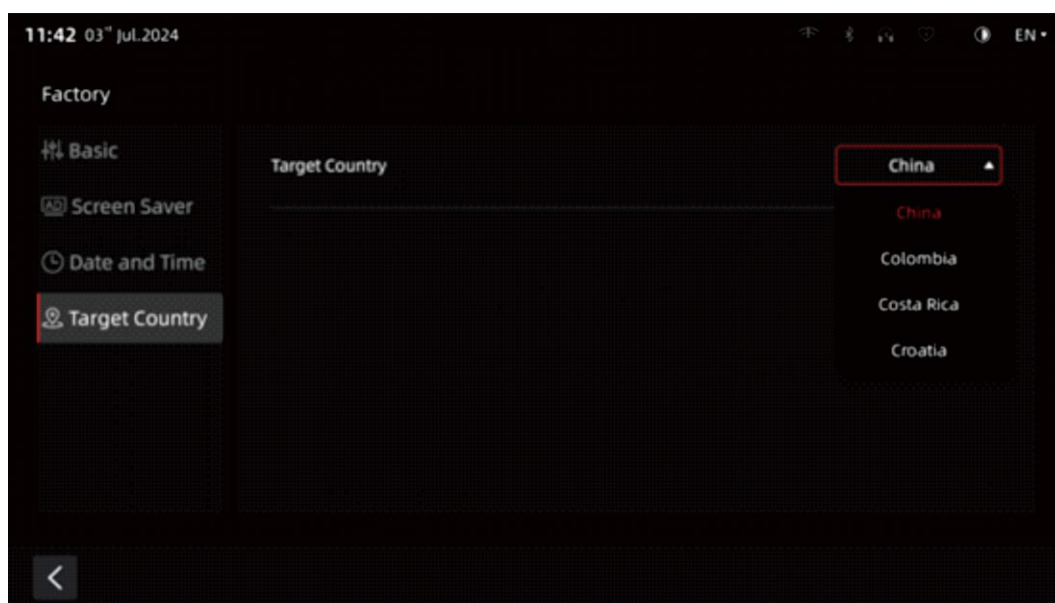 11:42 03rd Jul.2024
EN
Factory
Basic
AD Screen Saver
Date and Time
Target Country
Target Country
China
China
Colombia
Costa Rica
Croatia